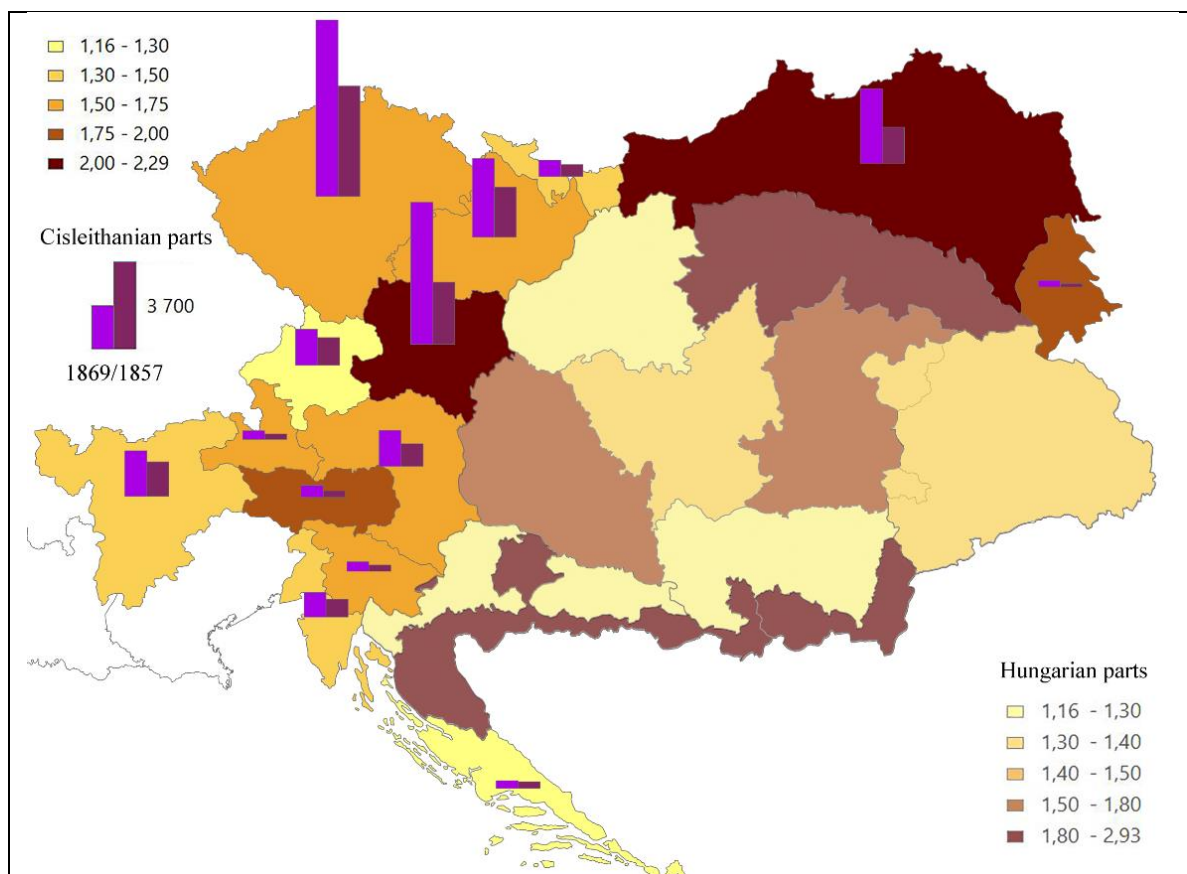 1,16 - 1,30
1,30 - 1,50
1,50 - 1,75
1,75 - 2,00
2,00 - 2,29
Cisleithanian parts
3 700
1869/1857
Hungarian parts
1,16 - 1,30
1,30 - 1,40
1,40 - 1,50
1,50 - 1,80
1,80 - 2,93